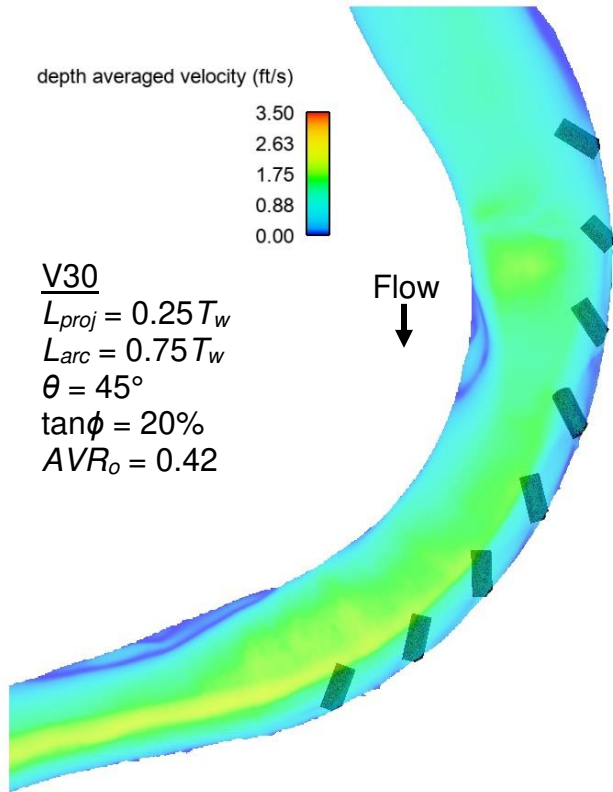 depth averaged velocity (ft/s)
3.50
2.63
1.75
0.88
0.00
V30
Lproj = 0.25Tw
Larc = 0.75Tw
θ = 45°
tanϕ = 20%
AVRo = 0.42
Flow